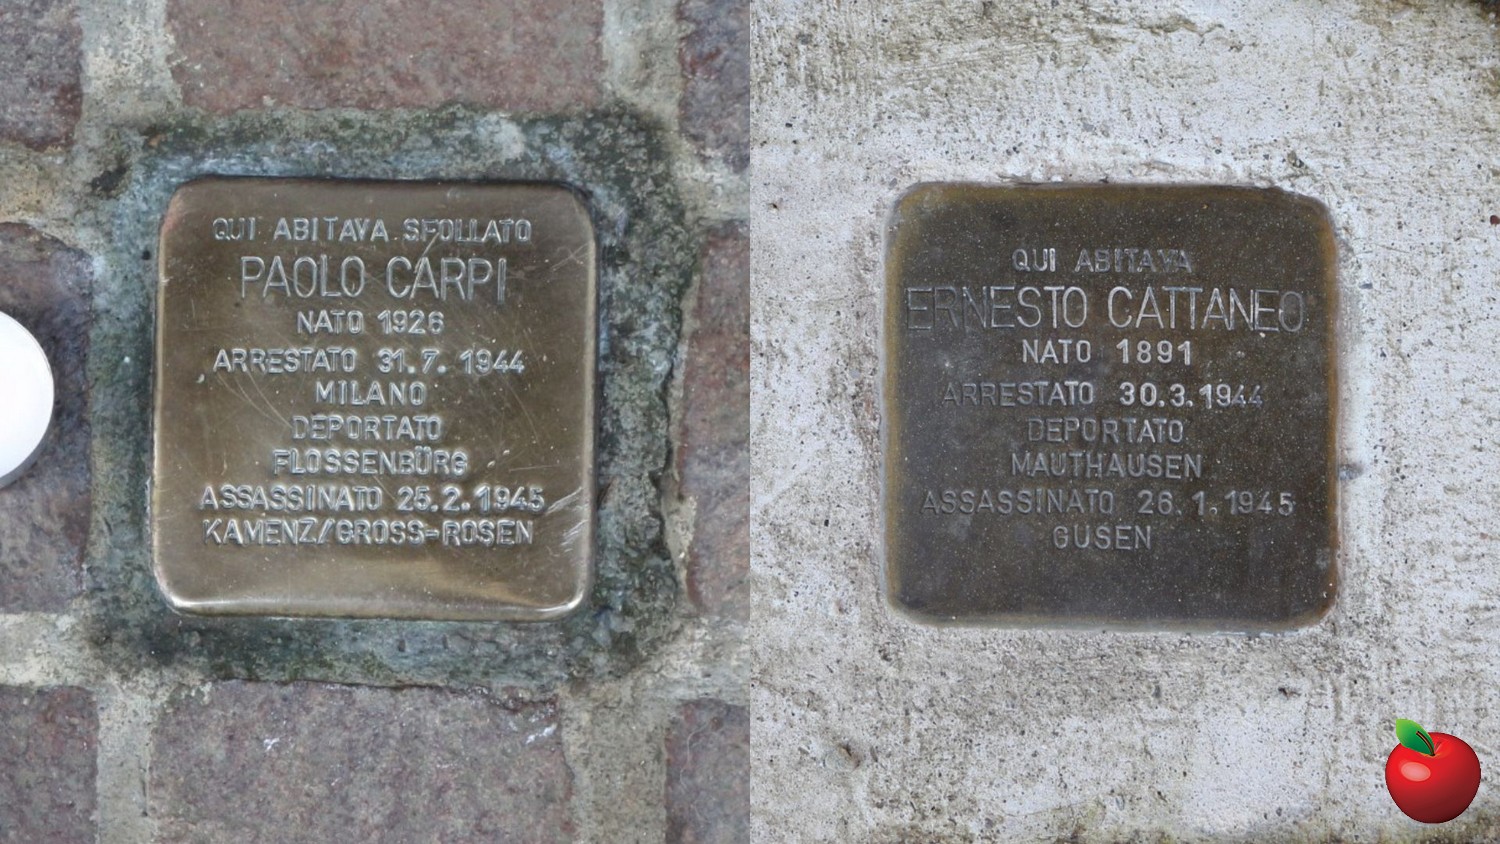 QUI ABITAVA SFOLLATO
PAOLO CARPI
NATO 1926
ARRESTATO 31.7.1944
MILANO
DEPORTATO
FLOSSENBÜRG
ASSASSINATO 25.2.1945
KAMENZ/GROSS-ROSEN
QUI ABITAVA
ERNESTO CATTANEO
NATO 1891
ARRESTATO 30.3.1944
DEPORTATO
MAUTHAUSEN
ASSASSINATO 26.1.1945
GUSEN